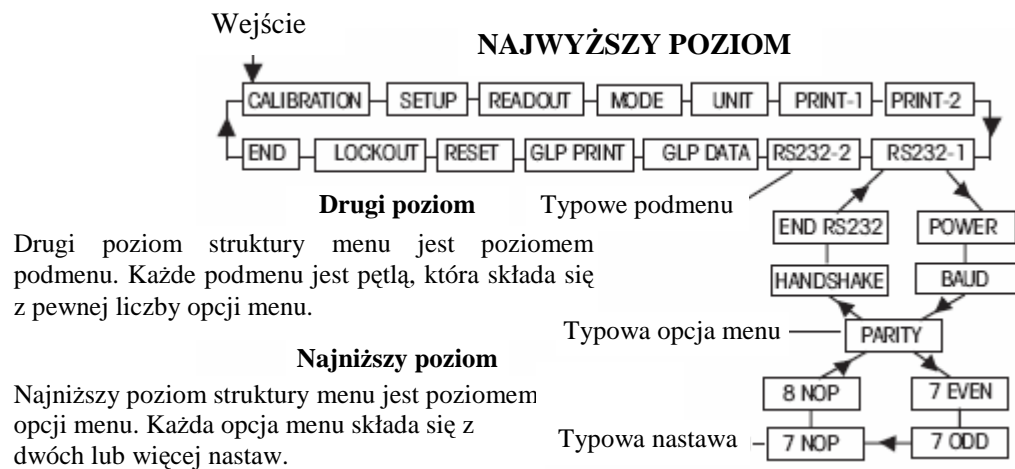 Wejście
NAJWYŻSZY POZIOM
CALIBRATION SETUP READOUT MODE UNIT PRINT-1 PRINT-2
END LOCKOUT RESET GLP PRINT GLP DATA RS232-2 RS232-1
Drugi poziom Typowe podmenu
END RS232 POWER
Drugi poziom struktury menu jest poziomem
podmenu. Każde podmenu jest pętlą, która składa się
z pewnej liczby opcji menu.
HANDSHAKE BAUD
Typowa opcja menu PARITY
Najniższy poziom
Najniższy poziom struktury menu jest poziomem
opcji menu. Każda opcja menu składa się z
dwóch lub więcej nastaw.
8 NOP 7 EVEN
Typowa nastawa 7 NOP 7 ODD